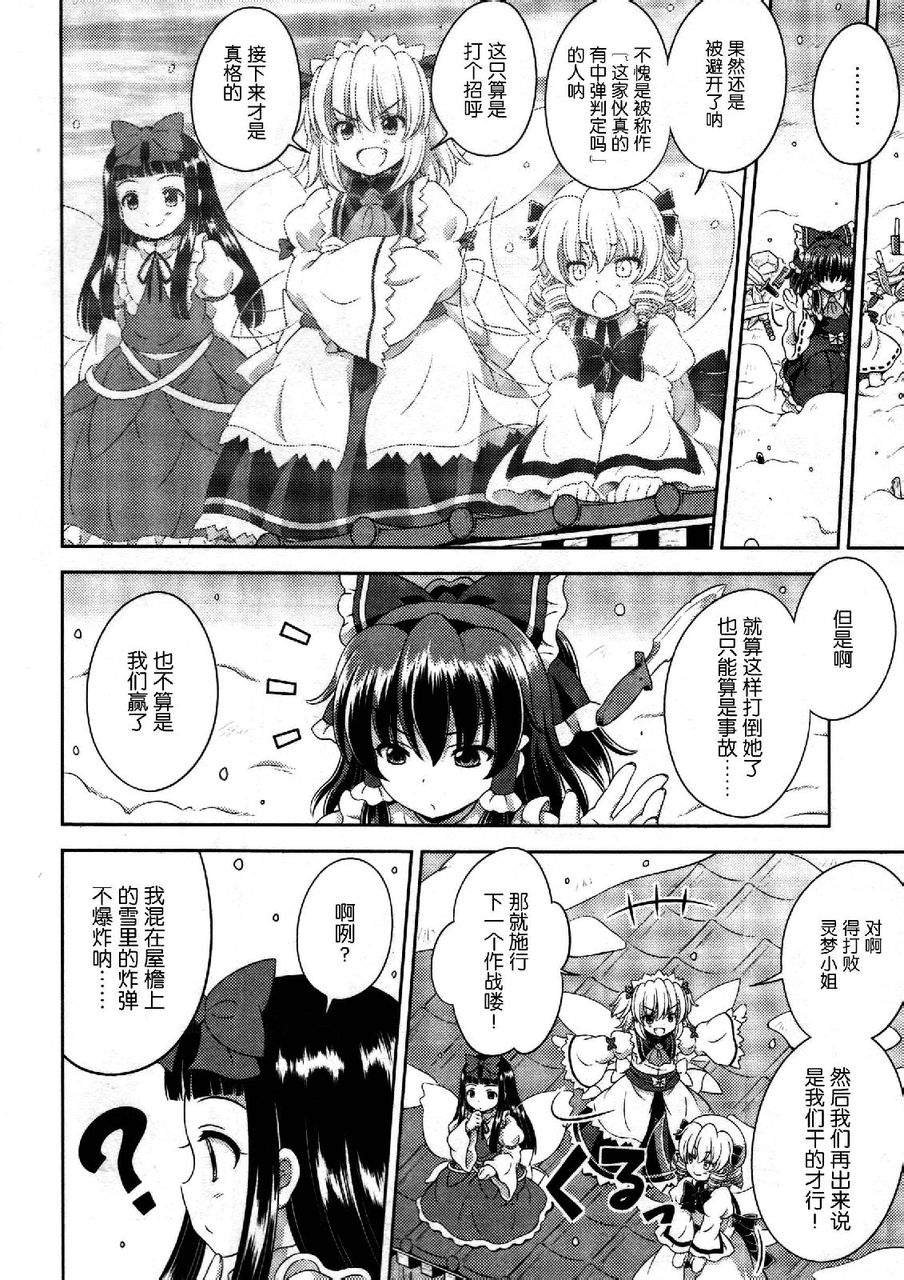 ………
果然还是
被避开了呐
不愧是被称作
「这家伙真的
有中弹判定吗」
的人呐
这只算是
打个招呼
接下来才是
真格的
但是啊
就算这样打倒她了
也只能算是事故……
也不算是
我们赢了
对啊
得打败
灵梦小姐
然后我们再出来说
是我们干的才行！
那就施行
下一个作战喽！
くるっ
啊咧？
我混在屋檐上
的雪里的炸弹
不爆炸呐……
？